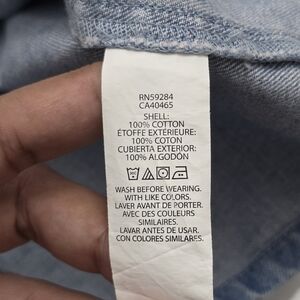 RN59284
CA40465
SHELL:
100% COTTON
ÉTOFFE EXTÉRIEURE:
100% COTON
CUBIERTA EXTERIOR:
100% ALGODÓN
WASH BEFORE WEARING.
WITH LIKE COLORS.
LAVER AVANT DE PORTER.
AVEC DES COULEURS
SIMILAIRES.
LAVAR ANTES DE USAR.
CON COLORES SIMILARES.